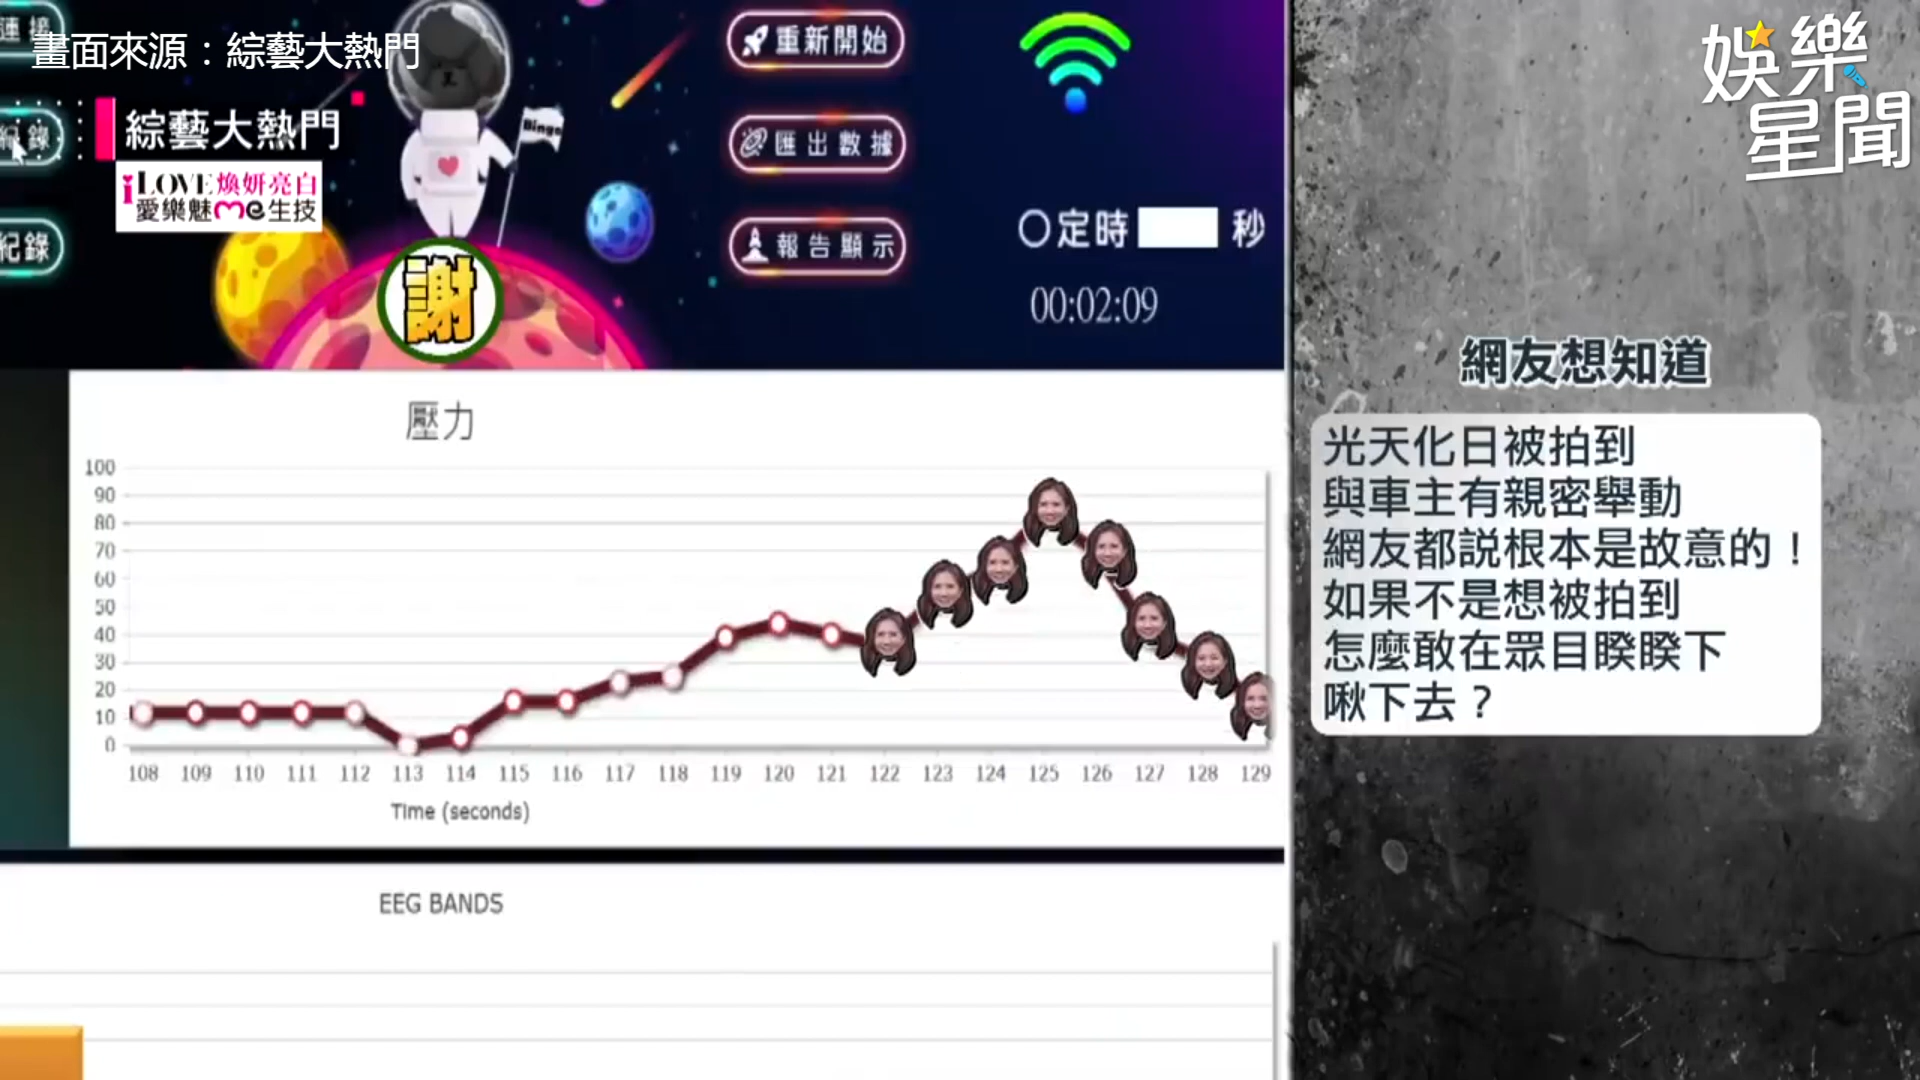 畫面來源：綜藝大熱門
綜藝大熱門
i LOVE 煥妍亮白
愛樂魅me生技
連接
紀錄
紀錄
Bingo
謝
重新開始
匯出數據
報告顯示
定時 秒
00:02:09
娛樂
星聞
壓力
100
90
80
70
60
50
40
30
20
10
0
108 109 110 111 112 113 114 115 116 117 118 119 120 121 122 123 124 125 126 127 128 129
Time (seconds)
EEG BANDS
網友想知道
光天化日被拍到
與車主有親密舉動
網友都說根本是故意的！
如果不是想被拍到
怎麼敢在眾目睽睽下
啾下去？